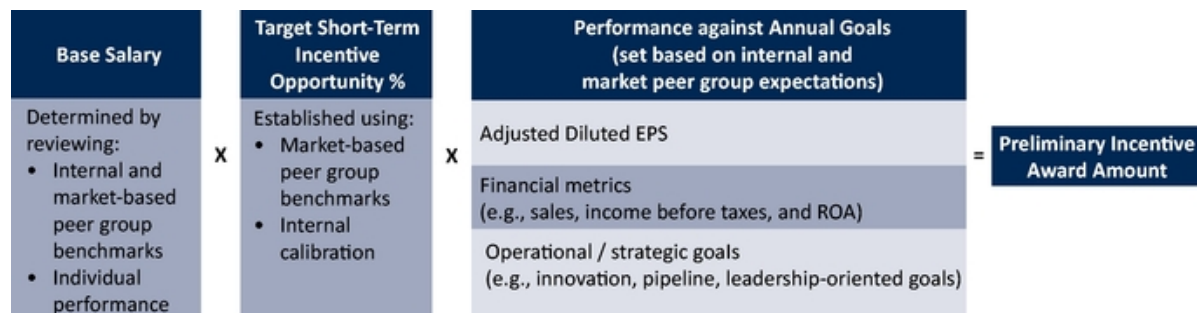 Base Salary
Determined by
reviewing:
• Internal and
market-based
peer group
benchmarks
• Individual
performance
X
Target Short-Term
Incentive
Opportunity %
Established using:
• Market-based
peer group
benchmarks
• Internal
calibration
X
Performance against Annual Goals
(set based on internal and
market peer group expectations)
Adjusted Diluted EPS
Financial metrics
(e.g., sales, income before taxes, and ROA)
Operational / strategic goals
(e.g., innovation, pipeline, leadership-oriented goals)
=
Preliminary Incentive
Award Amount